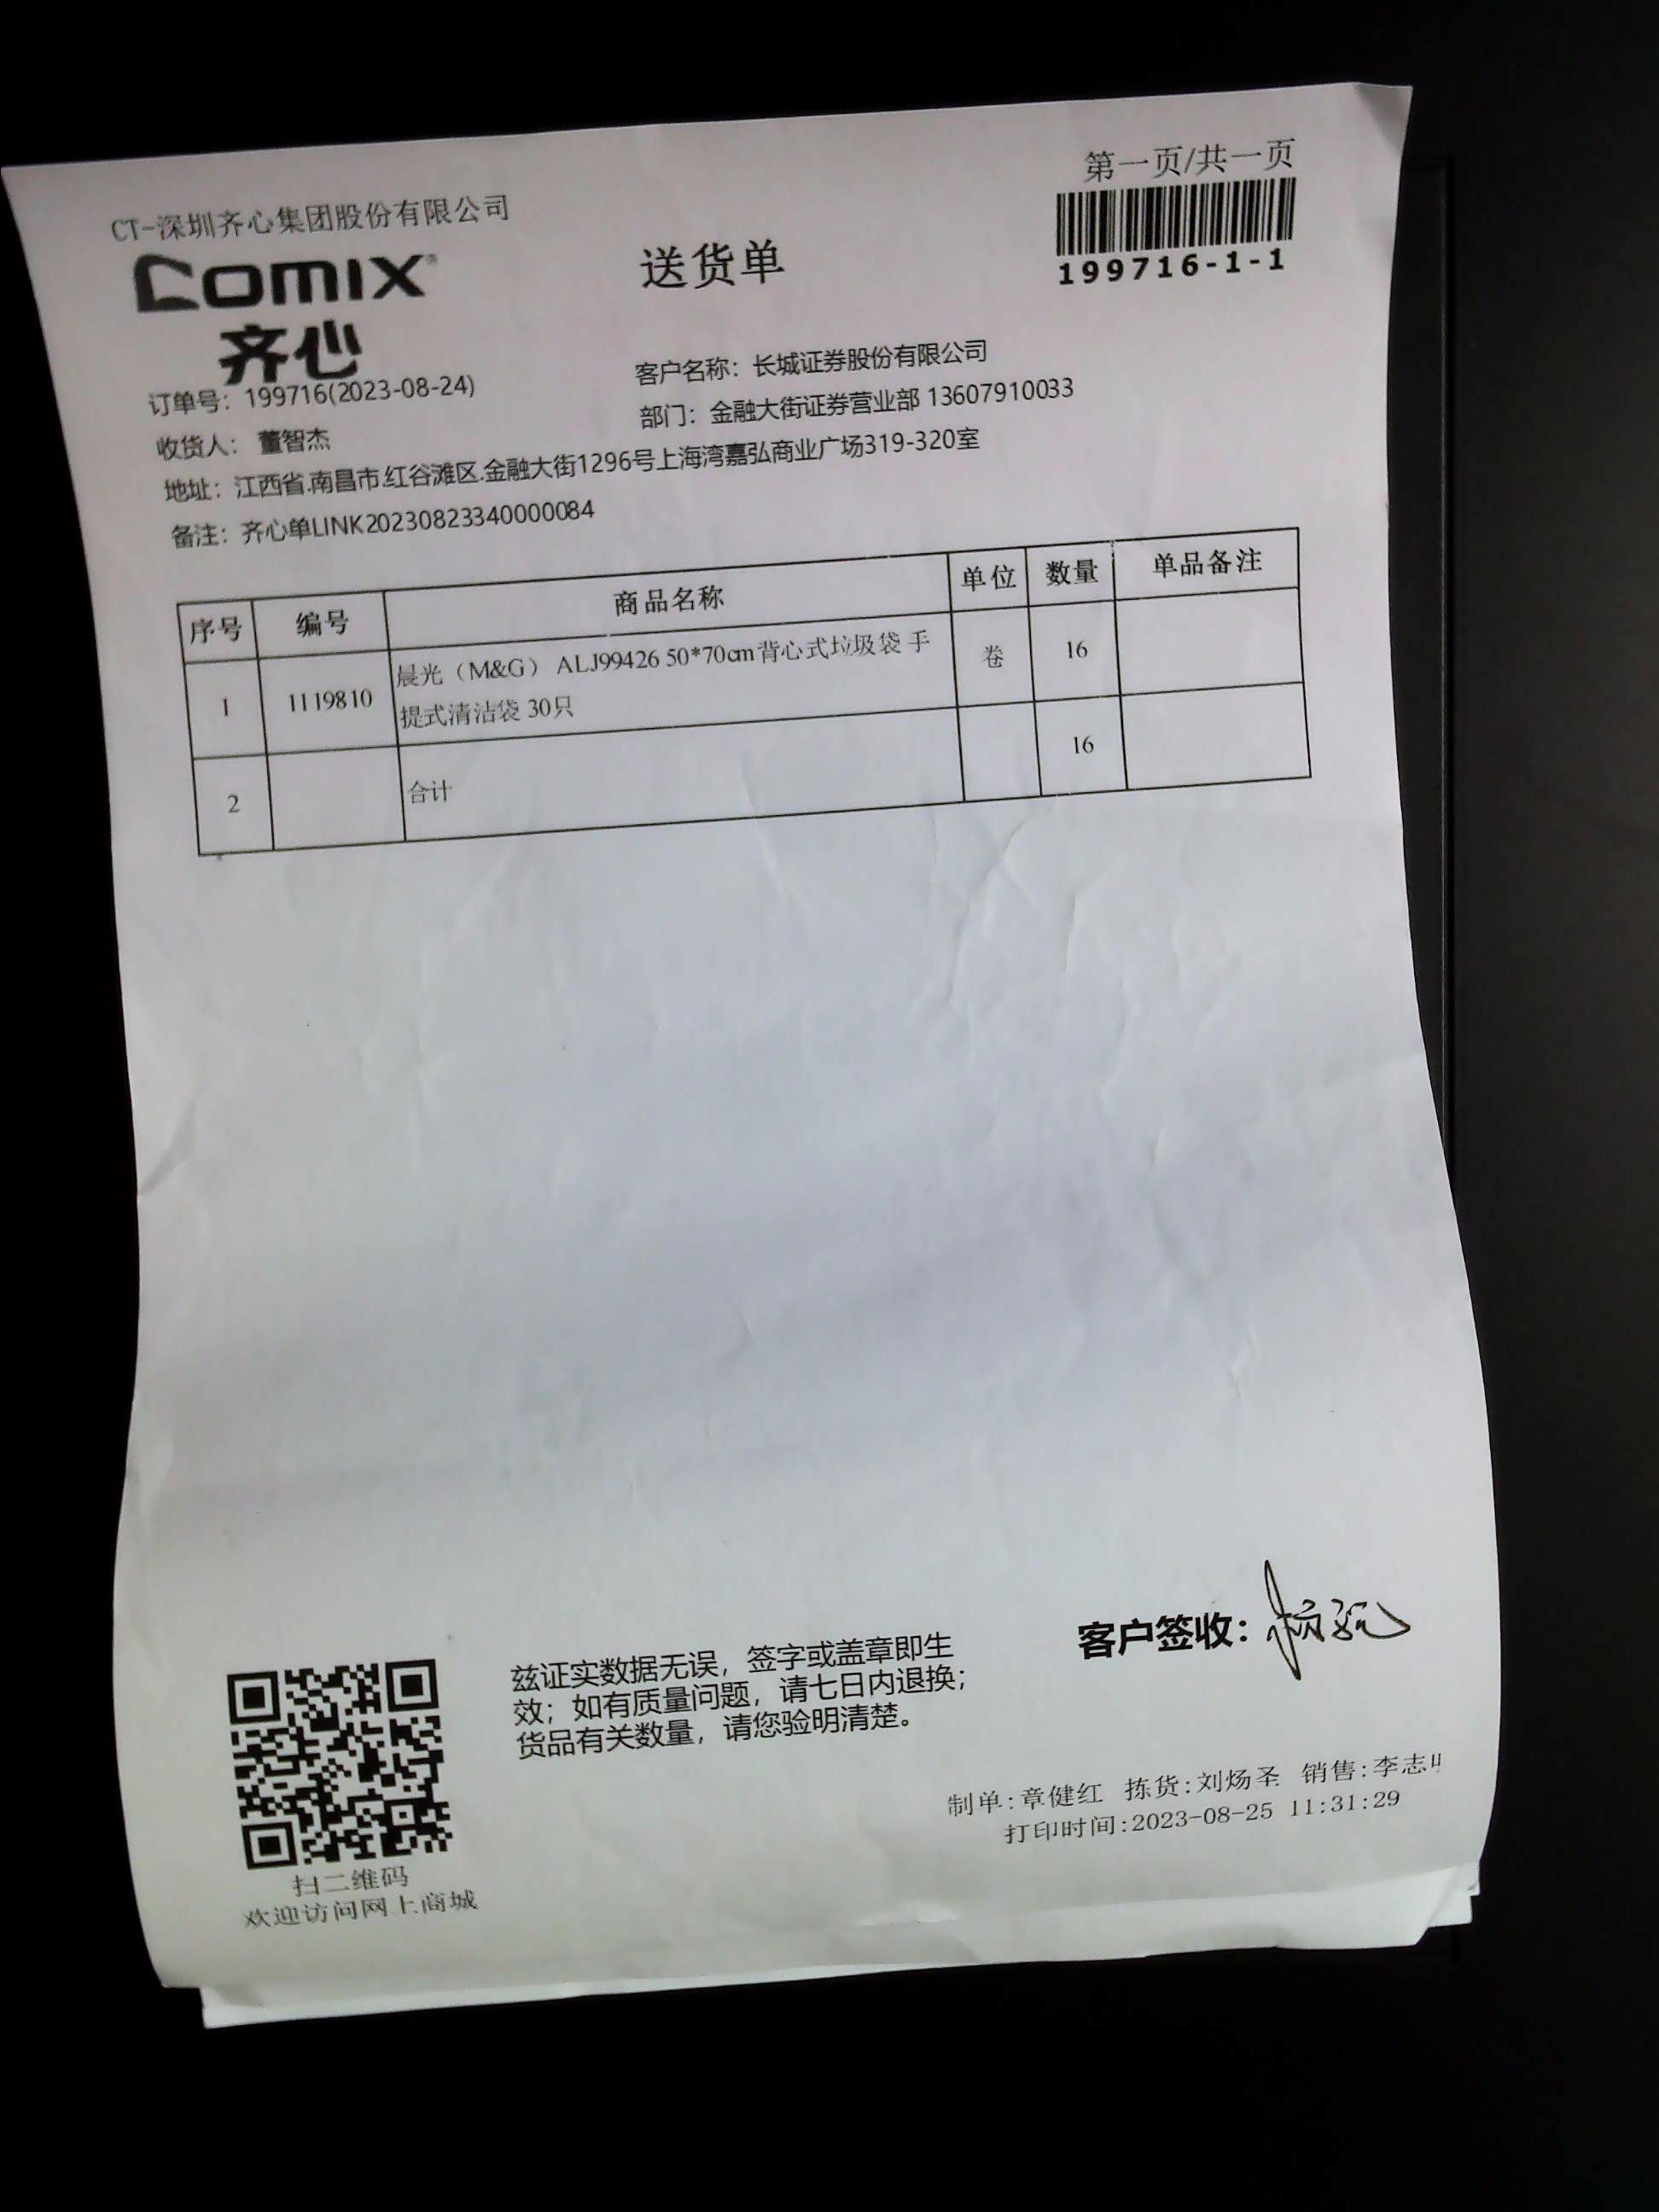 第一页/共一页
CT-深圳齐心集团股份有限公司
COMIX®
齐心
送货单
199716-1-1
订单号：199716(2023-08-24)
客户名称：长城证券股份有限公司
收货人：董智杰
部门：金融大街证券营业部 13607910033
地址：江西省.南昌市.红谷滩区.金融大街1296号上海湾嘉弘商业广场319-320室
备注：齐心单LINK20230823340000084
序号 编号 商品名称 单位 数量 单品备注
1 1119810 晨光（M&G） ALJ99426 50*70cm背心式垃圾袋 手 卷 16
提式清洁袋 30只
2 合计 16
客户签收：
兹证实数据无误，签字或盖章即生
效；如有质量问题，请七日内退换；
货品有关数量，请您验明清楚。
制单:章健红 拣货:刘炀圣 销售:李志
打印时间:2023-08-25 11:31:29
扫二维码
欢迎访问网上商城